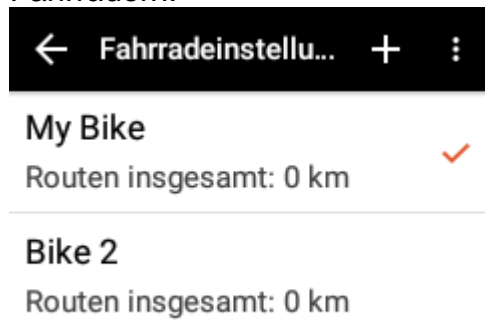 Fahrradeinstellu...
My Bike
Routen insgesamt: 0 km
Bike 2
Routen insgesamt: 0 km